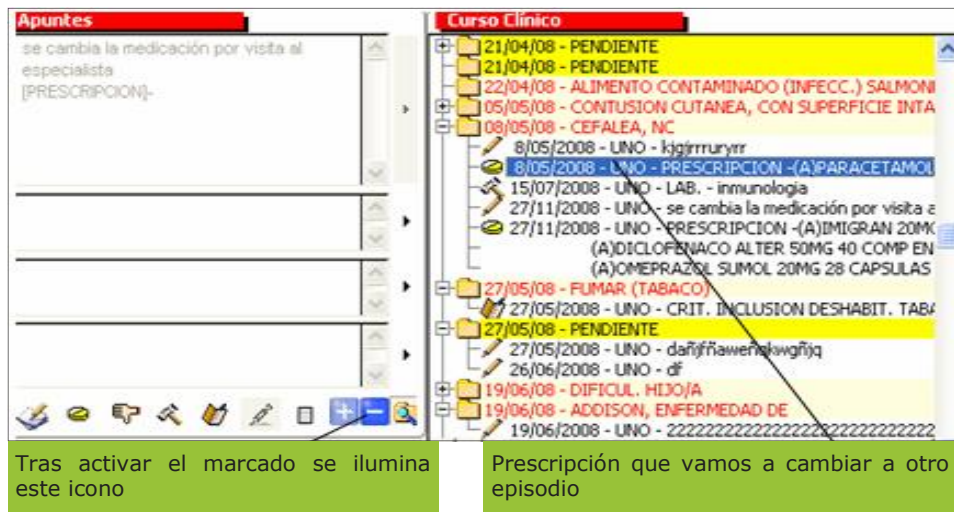 Apuntes
se cambia la medicación por visita al
especialista
[PRESCRIPCION]-
Curso Clínico
21/04/08 - PENDIENTE
21/04/08 - PENDIENTE
22/04/08 - ALIMENTO CONTAMINADO (INFECC.) SALMON
05/05/08 - CONTUSION CUTANEA, CON SUPERFICIE INTA
08/05/08 - CEFALEA, NC
8/05/2008 - UNO - kjgjrrruryrr
8/05/2008 - UNO - PRESCRIPCION -(A)PARACETAMOL
15/07/2008 - UNO - LAB. - inmunologia
27/11/2008 - UNO - se cambia la medicación por visita a
27/11/2008 - UNO - PRESCRIPCION -(A)IMIGRAN 20MG
(A)DICLOFENACO ALTER 50MG 40 COMP EN
(A)OMEPRAZOL SUMOL 20MG 28 CAPSULAS
27/05/08 - FUMAR (TABACO)
27/05/2008 - UNO - CRIT. INCLUSION DESHABIT. TABA
27/05/08 - PENDIENTE
27/05/2008 - UNO -
26/06/2008 - UNO - df
19/06/08 - DIFICUL. HIJO/A
19/06/08 - ADDISON, ENFERMEDAD DE
19/06/2008 - UNO -
Tras activar el marcado se ilumina
este icono
Prescripción que vamos a cambiar a otro
episodio